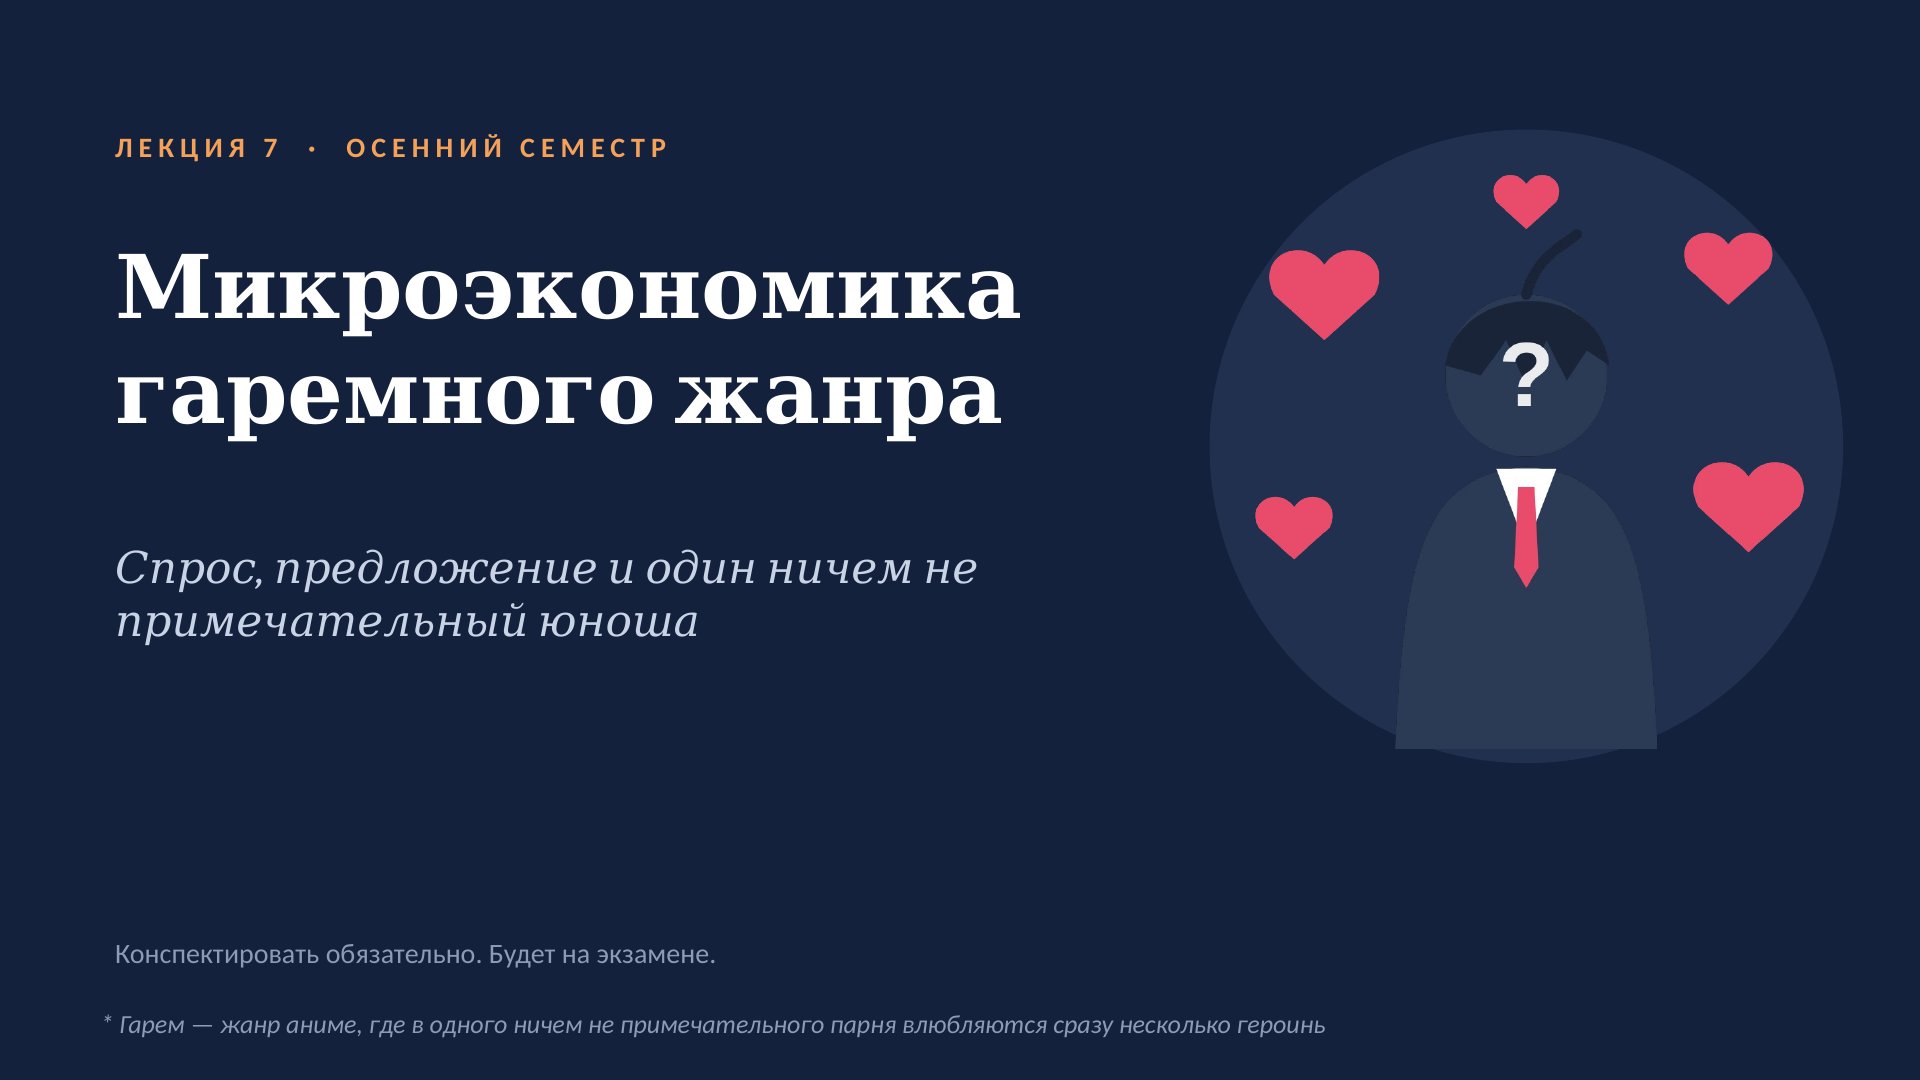 ЛЕКЦИЯ 7 · ОСЕННИЙ СЕМЕСТР
Микроэкономика
гаремного жанра
Спрос, предложение и один ничем не
примечательный юноша
?
Конспектировать обязательно. Будет на экзамене.
* Гарем — жанр аниме, где в одного ничем не примечательного парня влюбляются сразу несколько героинь